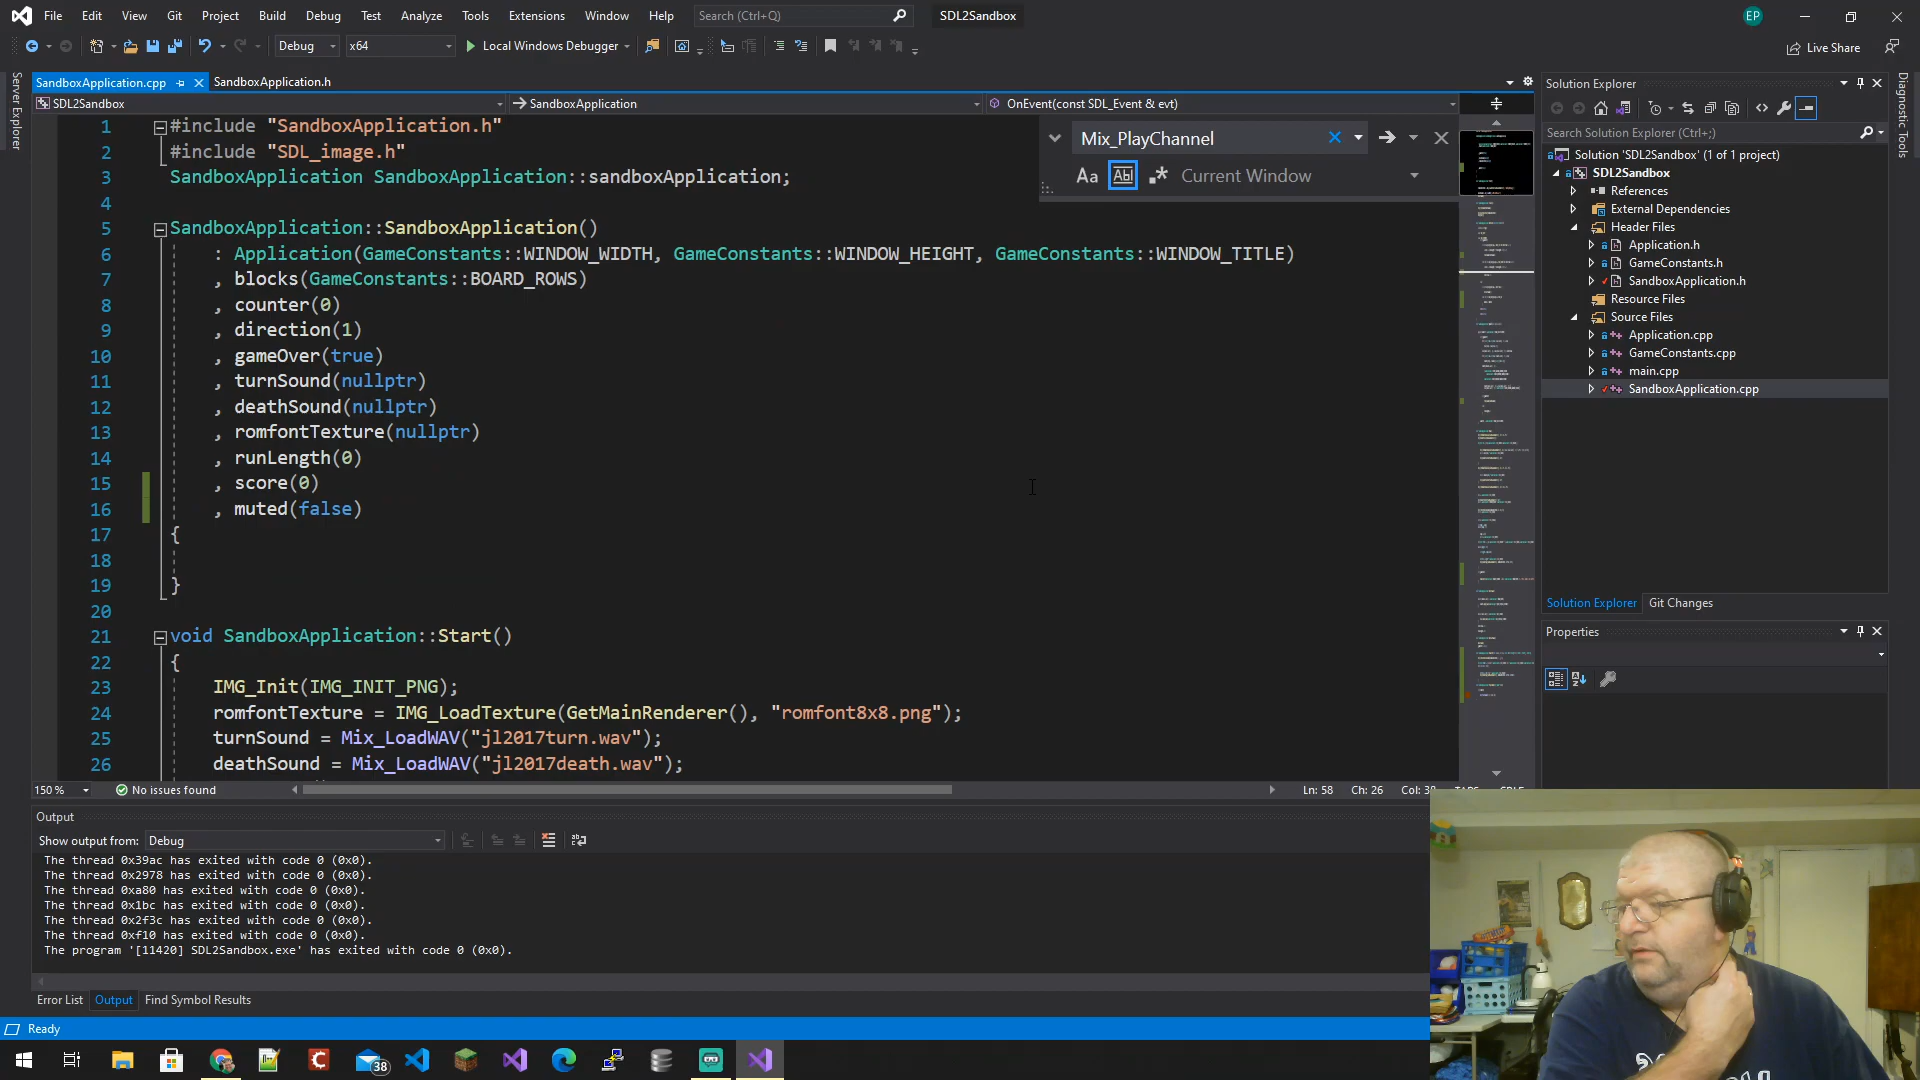 File Edit View Git Project Build Debug Test Analyze Tools Extensions Window Help Search (Ctrl+Q) SDL2Sandbox EP
Debug x64 Local Windows Debugger Live Share
Server Explorer
SandboxApplication.cpp SandboxApplication.h
SDL2Sandbox SandboxApplication OnEvent(const SDL_Event & evt)
Mix_PlayChannel
Aa Abl Current Window
1 #include "SandboxApplication.h"
2 #include "SDL_image.h"
3 SandboxApplication SandboxApplication::sandboxApplication;
4
5 SandboxApplication::SandboxApplication()
6 : Application(GameConstants::WINDOW_WIDTH, GameConstants::WINDOW_HEIGHT, GameConstants::WINDOW_TITLE)
7 , blocks(GameConstants::BOARD_ROWS)
8 , counter(0)
9 , direction(1)
10 , gameOver(true)
11 , turnSound(nullptr)
12 , deathSound(nullptr)
13 , romfontTexture(nullptr)
14 , runLength(0)
15 , score(0)
16 , muted(false)
17 {
18
19 }
20
21 void SandboxApplication::Start()
22 {
23 IMG_Init(IMG_INIT_PNG);
24 romfontTexture = IMG_LoadTexture(GetMainRenderer(), "romfont8x8.png");
25 turnSound = Mix_LoadWAV("jl2017turn.wav");
26 deathSound = Mix_LoadWAV("jl2017death.wav");
150 % No issues found Ln: 58 Ch: 26
Output
Show output from: Debug
The thread 0x39ac has exited with code 0 (0x0).
The thread 0x2978 has exited with code 0 (0x0).
The thread 0xa80 has exited with code 0 (0x0).
The thread 0x1bc has exited with code 0 (0x0).
The thread 0x2f3c has exited with code 0 (0x0).
The thread 0xf10 has exited with code 0 (0x0).
The program '[11420] SDL2Sandbox.exe' has exited with code 0 (0x0).
Error List Output Find Symbol Results
Ready
Solution Explorer
Search Solution Explorer (Ctrl+;)
Solution 'SDL2Sandbox' (1 of 1 project)
SDL2Sandbox
References
External Dependencies
Header Files
Application.h
GameConstants.h
SandboxApplication.h
Resource Files
Source Files
Application.cpp
GameConstants.cpp
main.cpp
SandboxApplication.cpp
Solution Explorer Git Changes
Properties
Diagnostic Tools
38